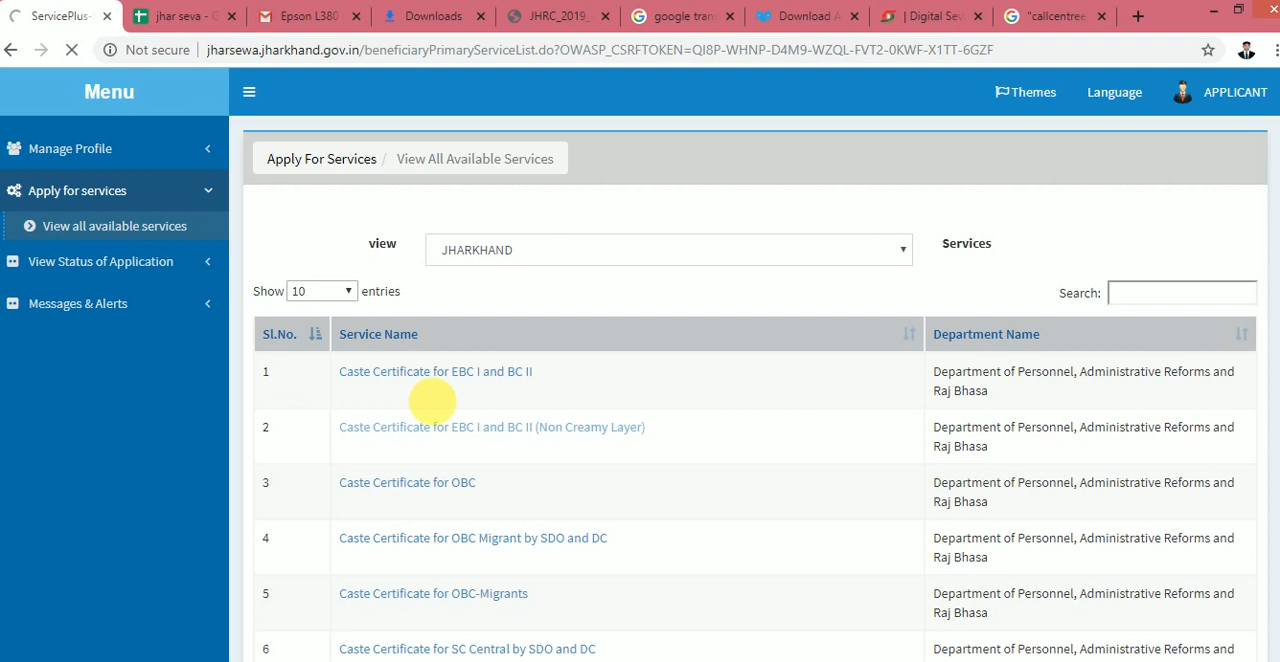 ServicePlus-
jhar seva - G
Epson L380
Downloads
JHRC_2019_
google tran
Download A
| Digital Sev
"callcentre
Not secure | jharsewa.jharkhand.gov.in/beneficiaryPrimaryServiceList.do?OWASP_CSRFTOKEN=QI8P-WHNP-D4M9-WZQL-FVT2-0KWF-X1TT-6GZF
Menu
Themes
Language
APPLICANT
Manage Profile
Apply for services
View all available services
View Status of Application
Messages & Alerts
Apply For Services / View All Available Services
view
JHARKHAND
Services
Show 10 entries
Search:
Sl.No. Service Name Department Name
1 Caste Certificate for EBC I and BC II Department of Personnel, Administrative Reforms and
Raj Bhasa
2 Caste Certificate for EBC I and BC II (Non Creamy Layer) Department of Personnel, Administrative Reforms and
Raj Bhasa
3 Caste Certificate for OBC Department of Personnel, Administrative Reforms and
Raj Bhasa
4 Caste Certificate for OBC Migrant by SDO and DC Department of Personnel, Administrative Reforms and
Raj Bhasa
5 Caste Certificate for OBC-Migrants Department of Personnel, Administrative Reforms and
Raj Bhasa
6 Caste Certificate for SC Central by SDO and DC Department of Personnel, Administrative Reforms and